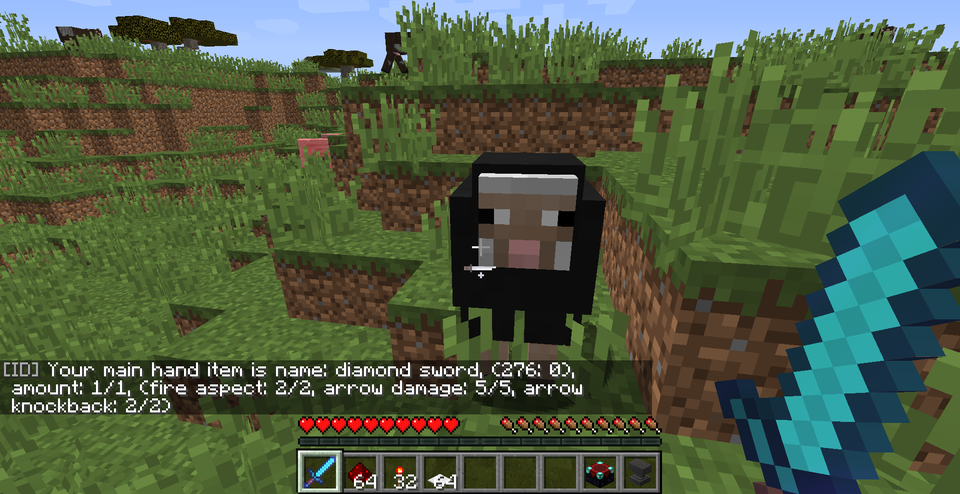 [ID] Your main hand item is name: diamond sword, (276: 0),
amount: 1/1, (fire aspect: 2/2, arrow damage: 5/5, arrow
knockback: 2/2)
64 32 64